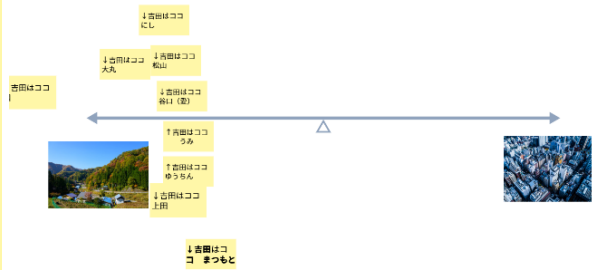 ↓吉田はココ
にし
↓吉田はココ
大丸
↓吉田はココ
松山
吉田はココ
↓吉田はココ
谷口（愛）
↑吉田はココ
うみ
↑吉田はココ
ゆうちん
↓吉田はココ
上田
↓吉田はコ
コ　まつもと